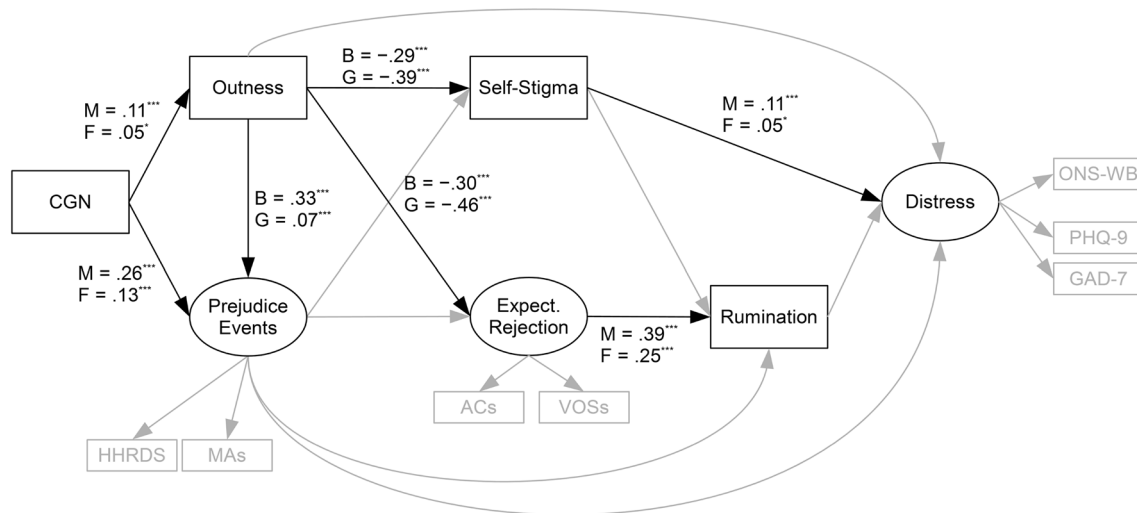 B = −.29***
G = −.39***
Outness
Self-Stigma
M = .11***
F = .05*
M = .11***
F = .05*
ONS-WB
CGN
B = .33***
G = .07***
B = −.30***
G = −.46***
Distress
PHQ-9
GAD-7
M = .26***
F = .13***
Prejudice
Events
Expect.
Rejection
Rumination
M = .39***
F = .25***
ACs
VOSs
HHRDS
MAs